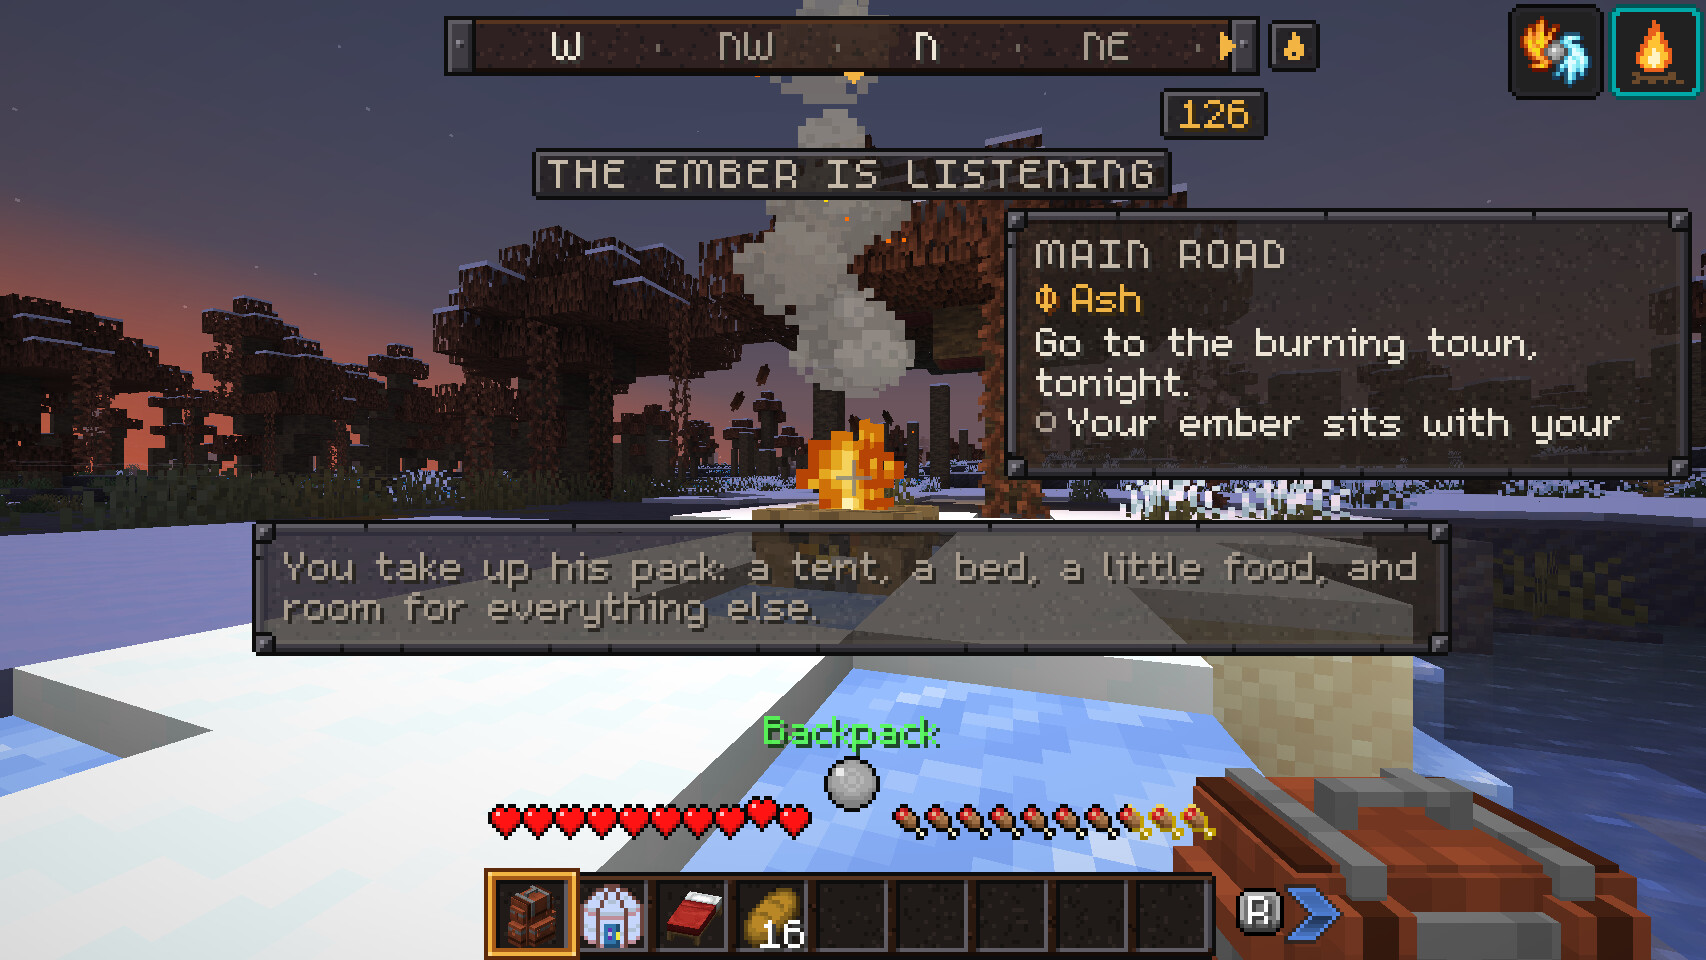 W NW N NE
126
THE EMBER IS LISTENING
MAIN ROAD
Ash
Go to the burning town,
tonight.
Your ember sits with your
You take up his pack: a tent, a bed, a little food, and
room for everything else.
Backpack
16
R